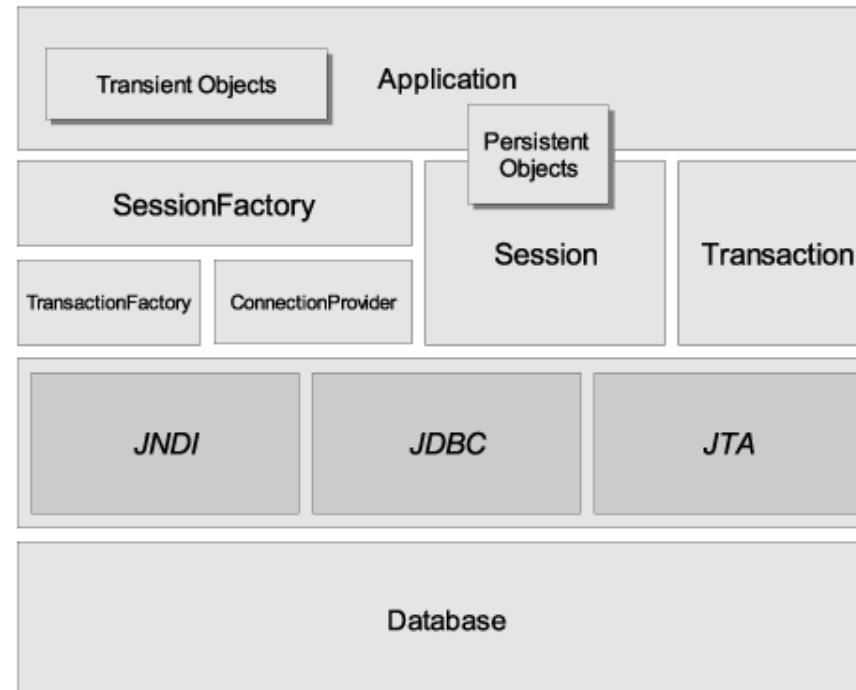 Transient Objects
Application
Persistent
Objects
SessionFactory
Session
Transaction
TransactionFactory
ConnectionProvider
JNDI
JDBC
JTA
Database